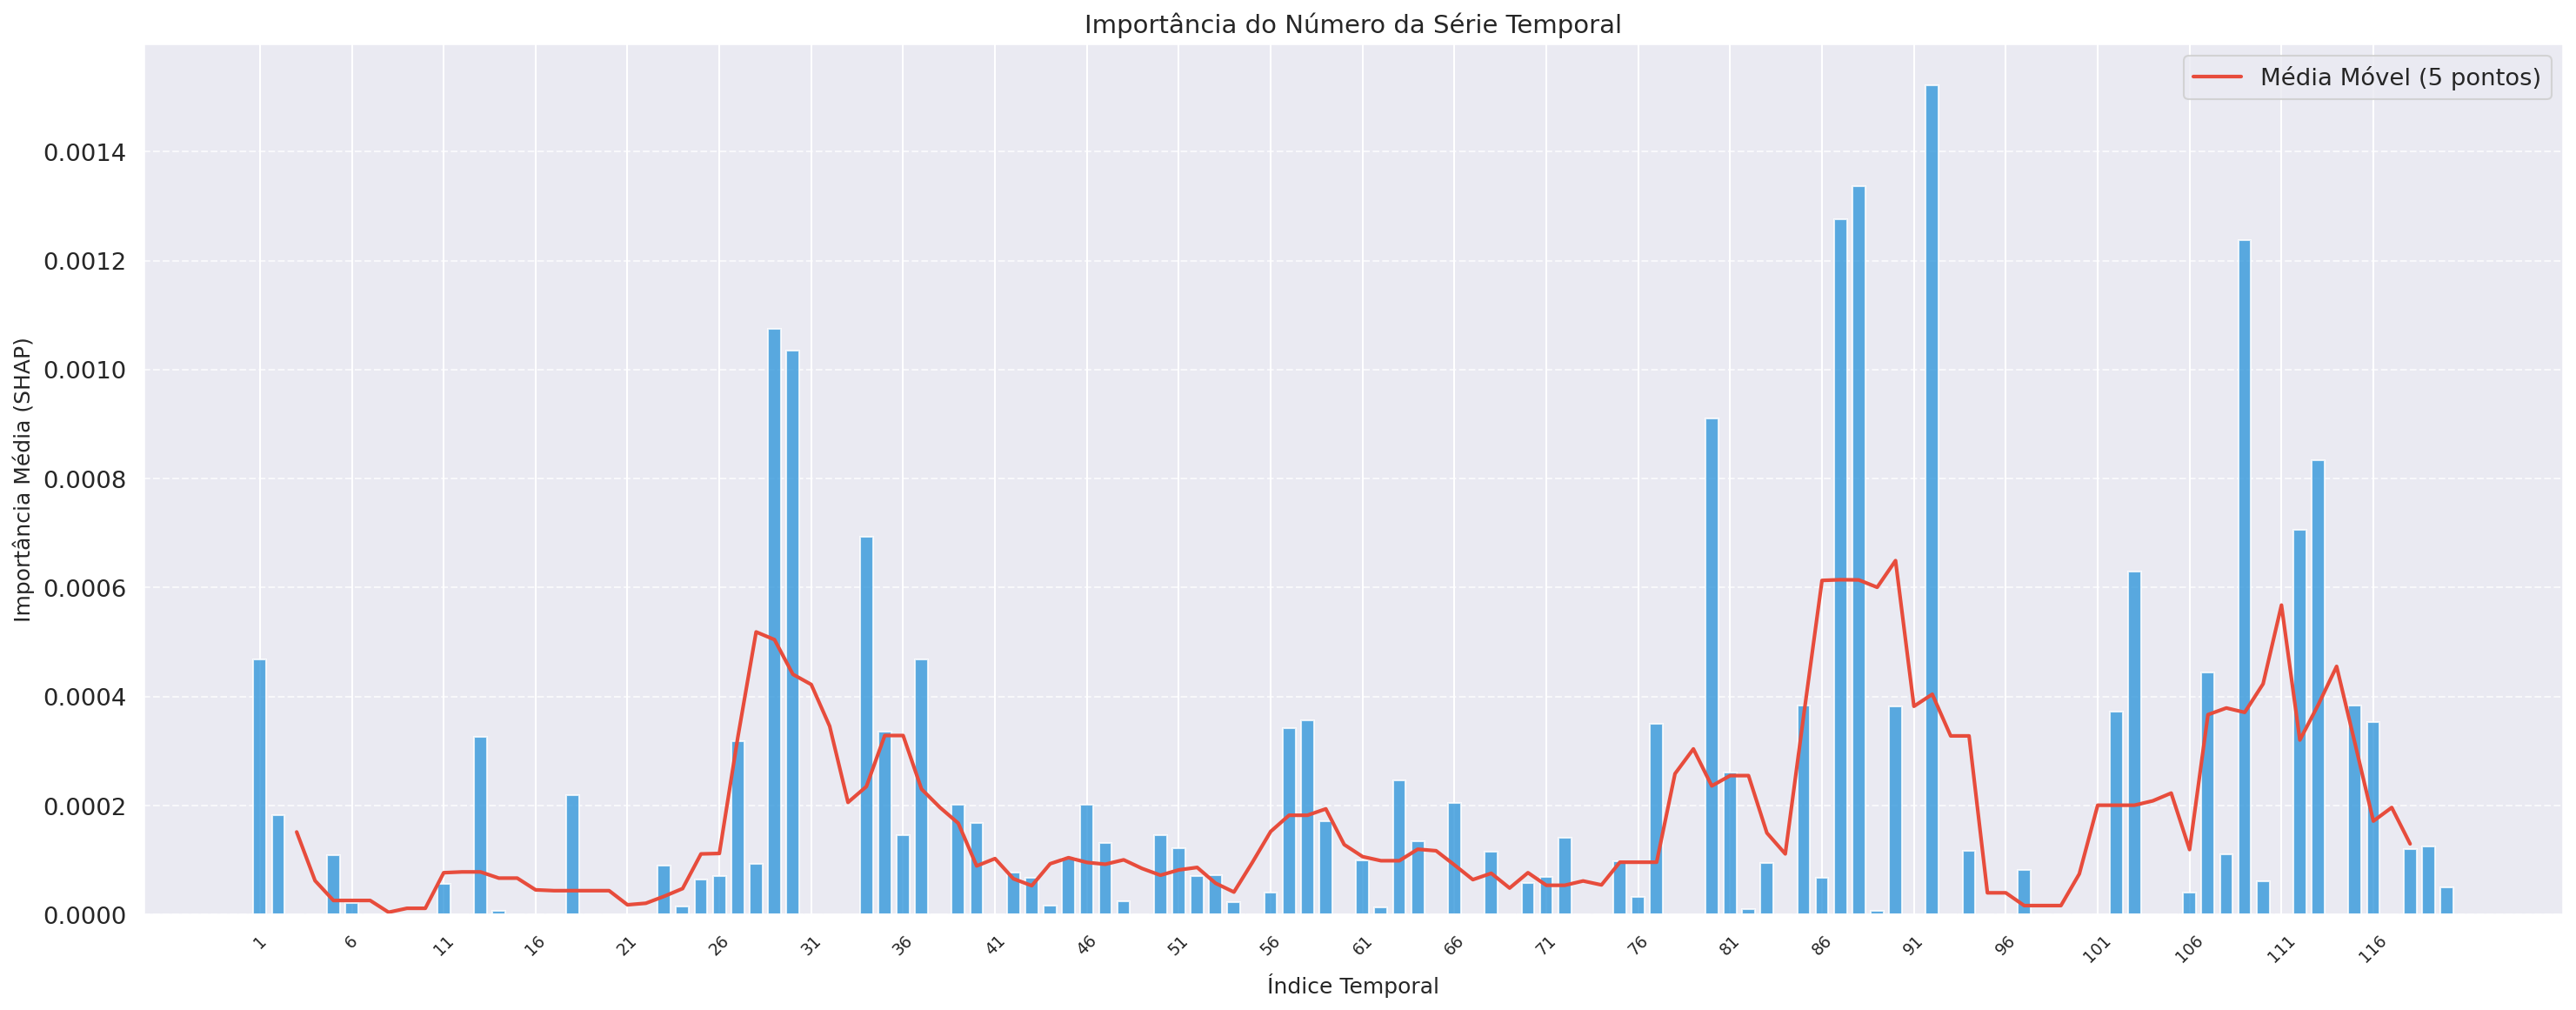 Importância do Número da Série Temporal
Média Móvel (5 pontos)
Importância Média (SHAP)
0.0014
0.0012
0.0010
0.0008
0.0006
0.0004
0.0002
0.0000
1 6 11 16 21 26 31 36 41 46 51 56 61 66 71 76 81 86 91 96 101 106 111 116
Índice Temporal